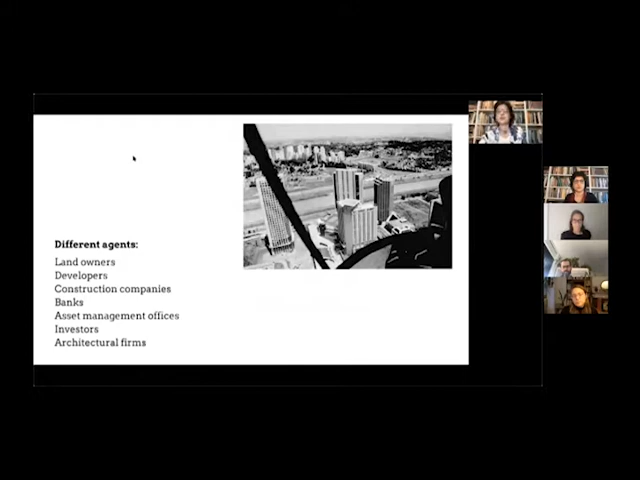 Different agents:
Land owners
Developers
Construction companies
Banks
Asset management offices
Investors
Architectural firms